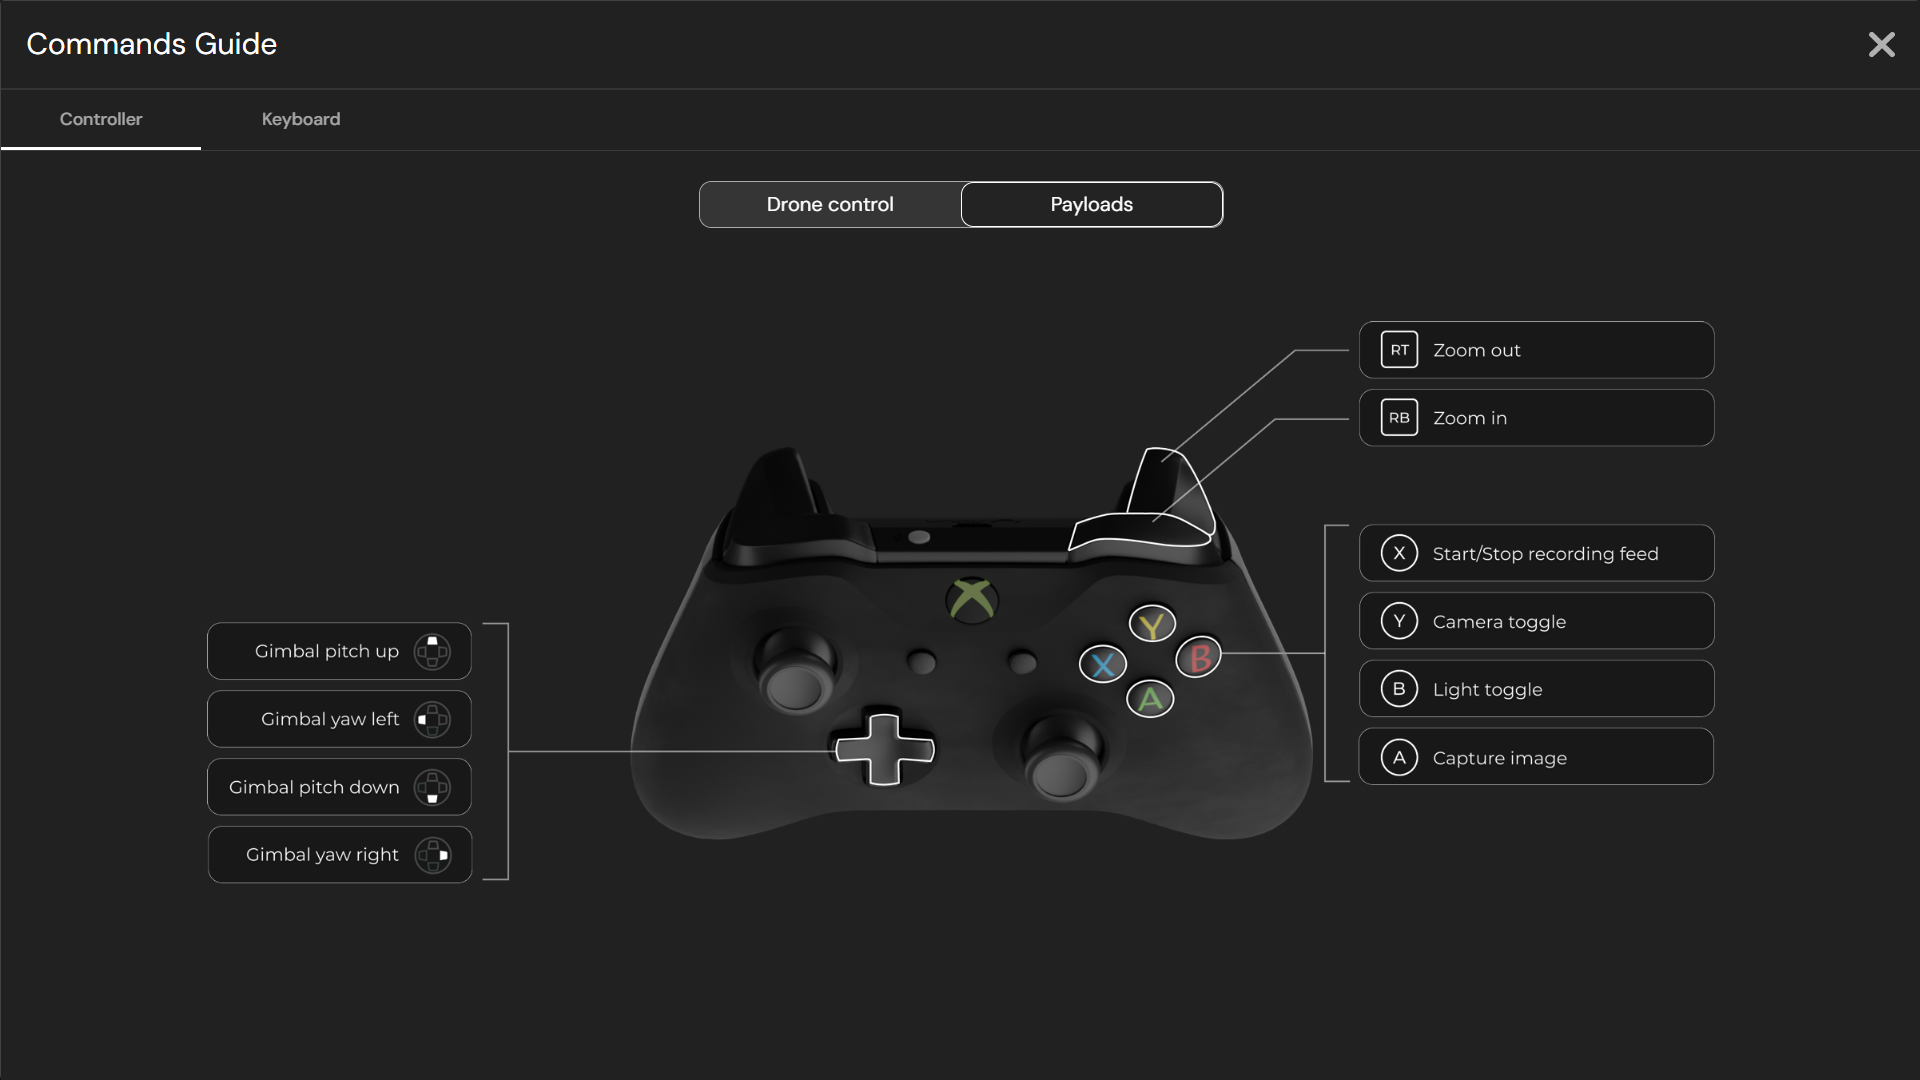 Commands Guide
Controller
Keyboard
Drone control
Payloads
RT Zoom out
RB Zoom in
X Start/Stop recording feed
Y Camera toggle
B Light toggle
A Capture image
Gimbal pitch up
Gimbal yaw left
Gimbal pitch down
Gimbal yaw right
Y
X
B
A